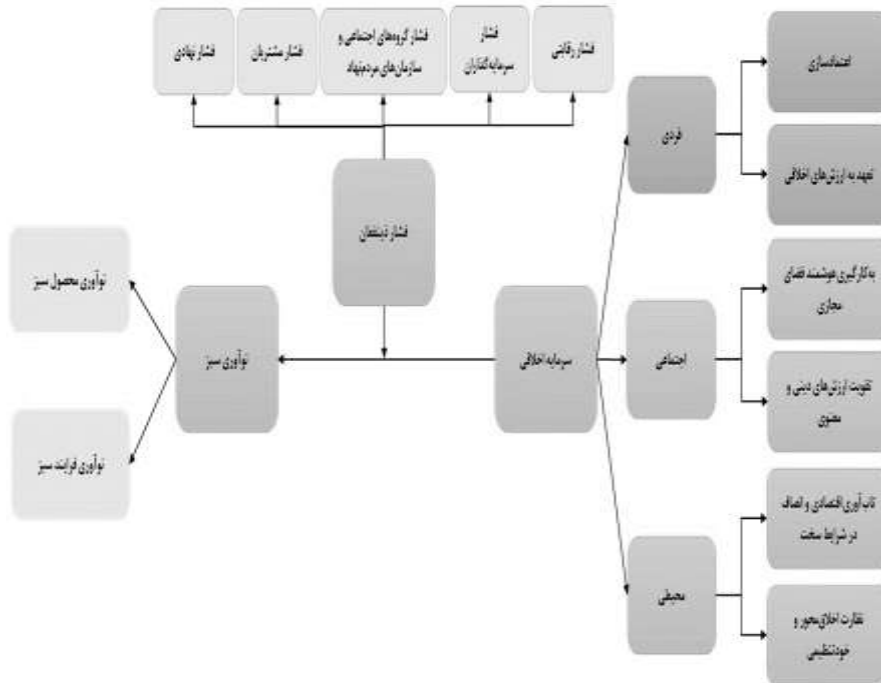 فشار رقابتی
فشار
سرمایه‌گذاران
فشار گروه‌های اجتماعی و
سازمان‌های مردم‌نهاد
فشار مشتریان
فشار نهادی
اعتمادسازی
فردی
تعهد به ارزش‌های اخلاقی
فشار ذینفعان
به‌کارگیری هوشمند فضای
مجازی
نوآوری محصول سبز
اجتماعی
سرمایه اخلاقی
نوآوری سبز
تقویت ارزش‌های دینی و
معنوی
نوآوری فرایند سبز
تاب‌آوری اقتصادی و انصاف
در شرایط سخت
محیطی
نظارت اخلاق‌محور و
خودتنظیمی